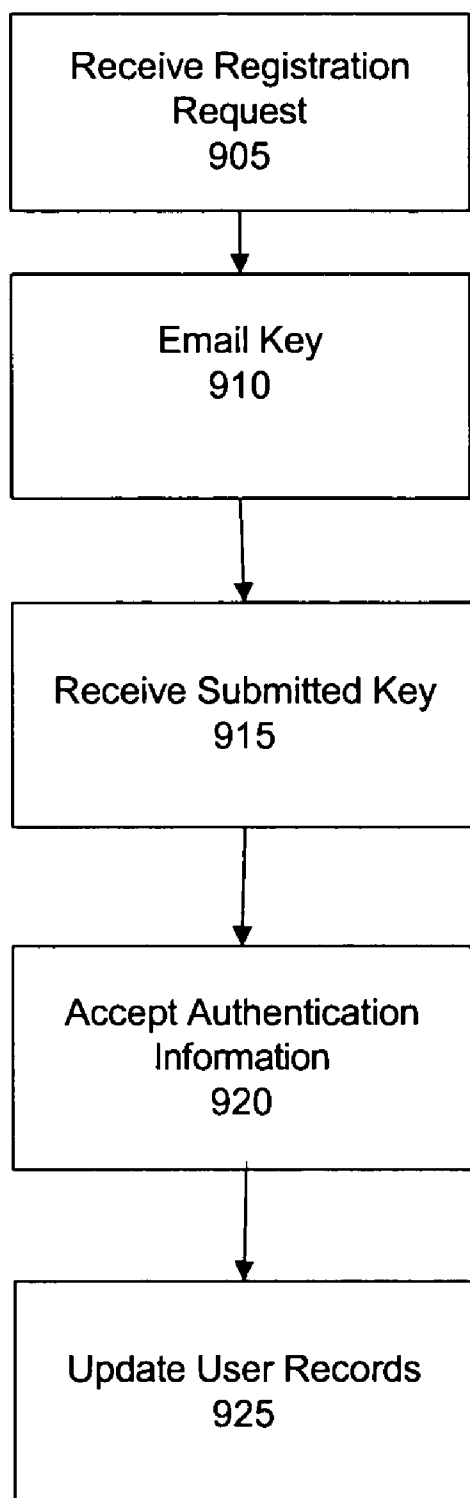 Receive Registration
Request
905
Email Key
910
Receive Submitted Key
915
Accept Authentication
Information
920
Update User Records
925